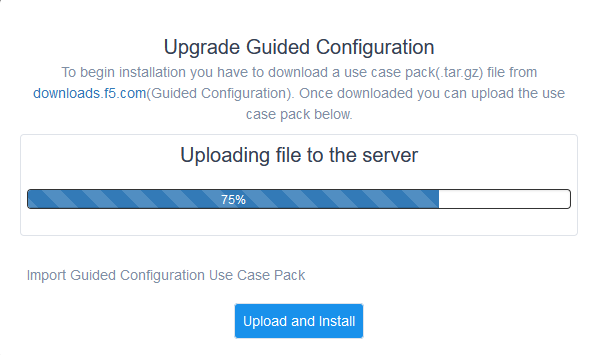 Upgrade Guided Configuration
To begin installation you have to download a use case pack(.tar.gz) file from
downloads.f5.com(Guided Configuration). Once downloaded you can upload the use
case pack below.
Uploading file to the server
75%
Import Guided Configuration Use Case Pack
Upload and Install